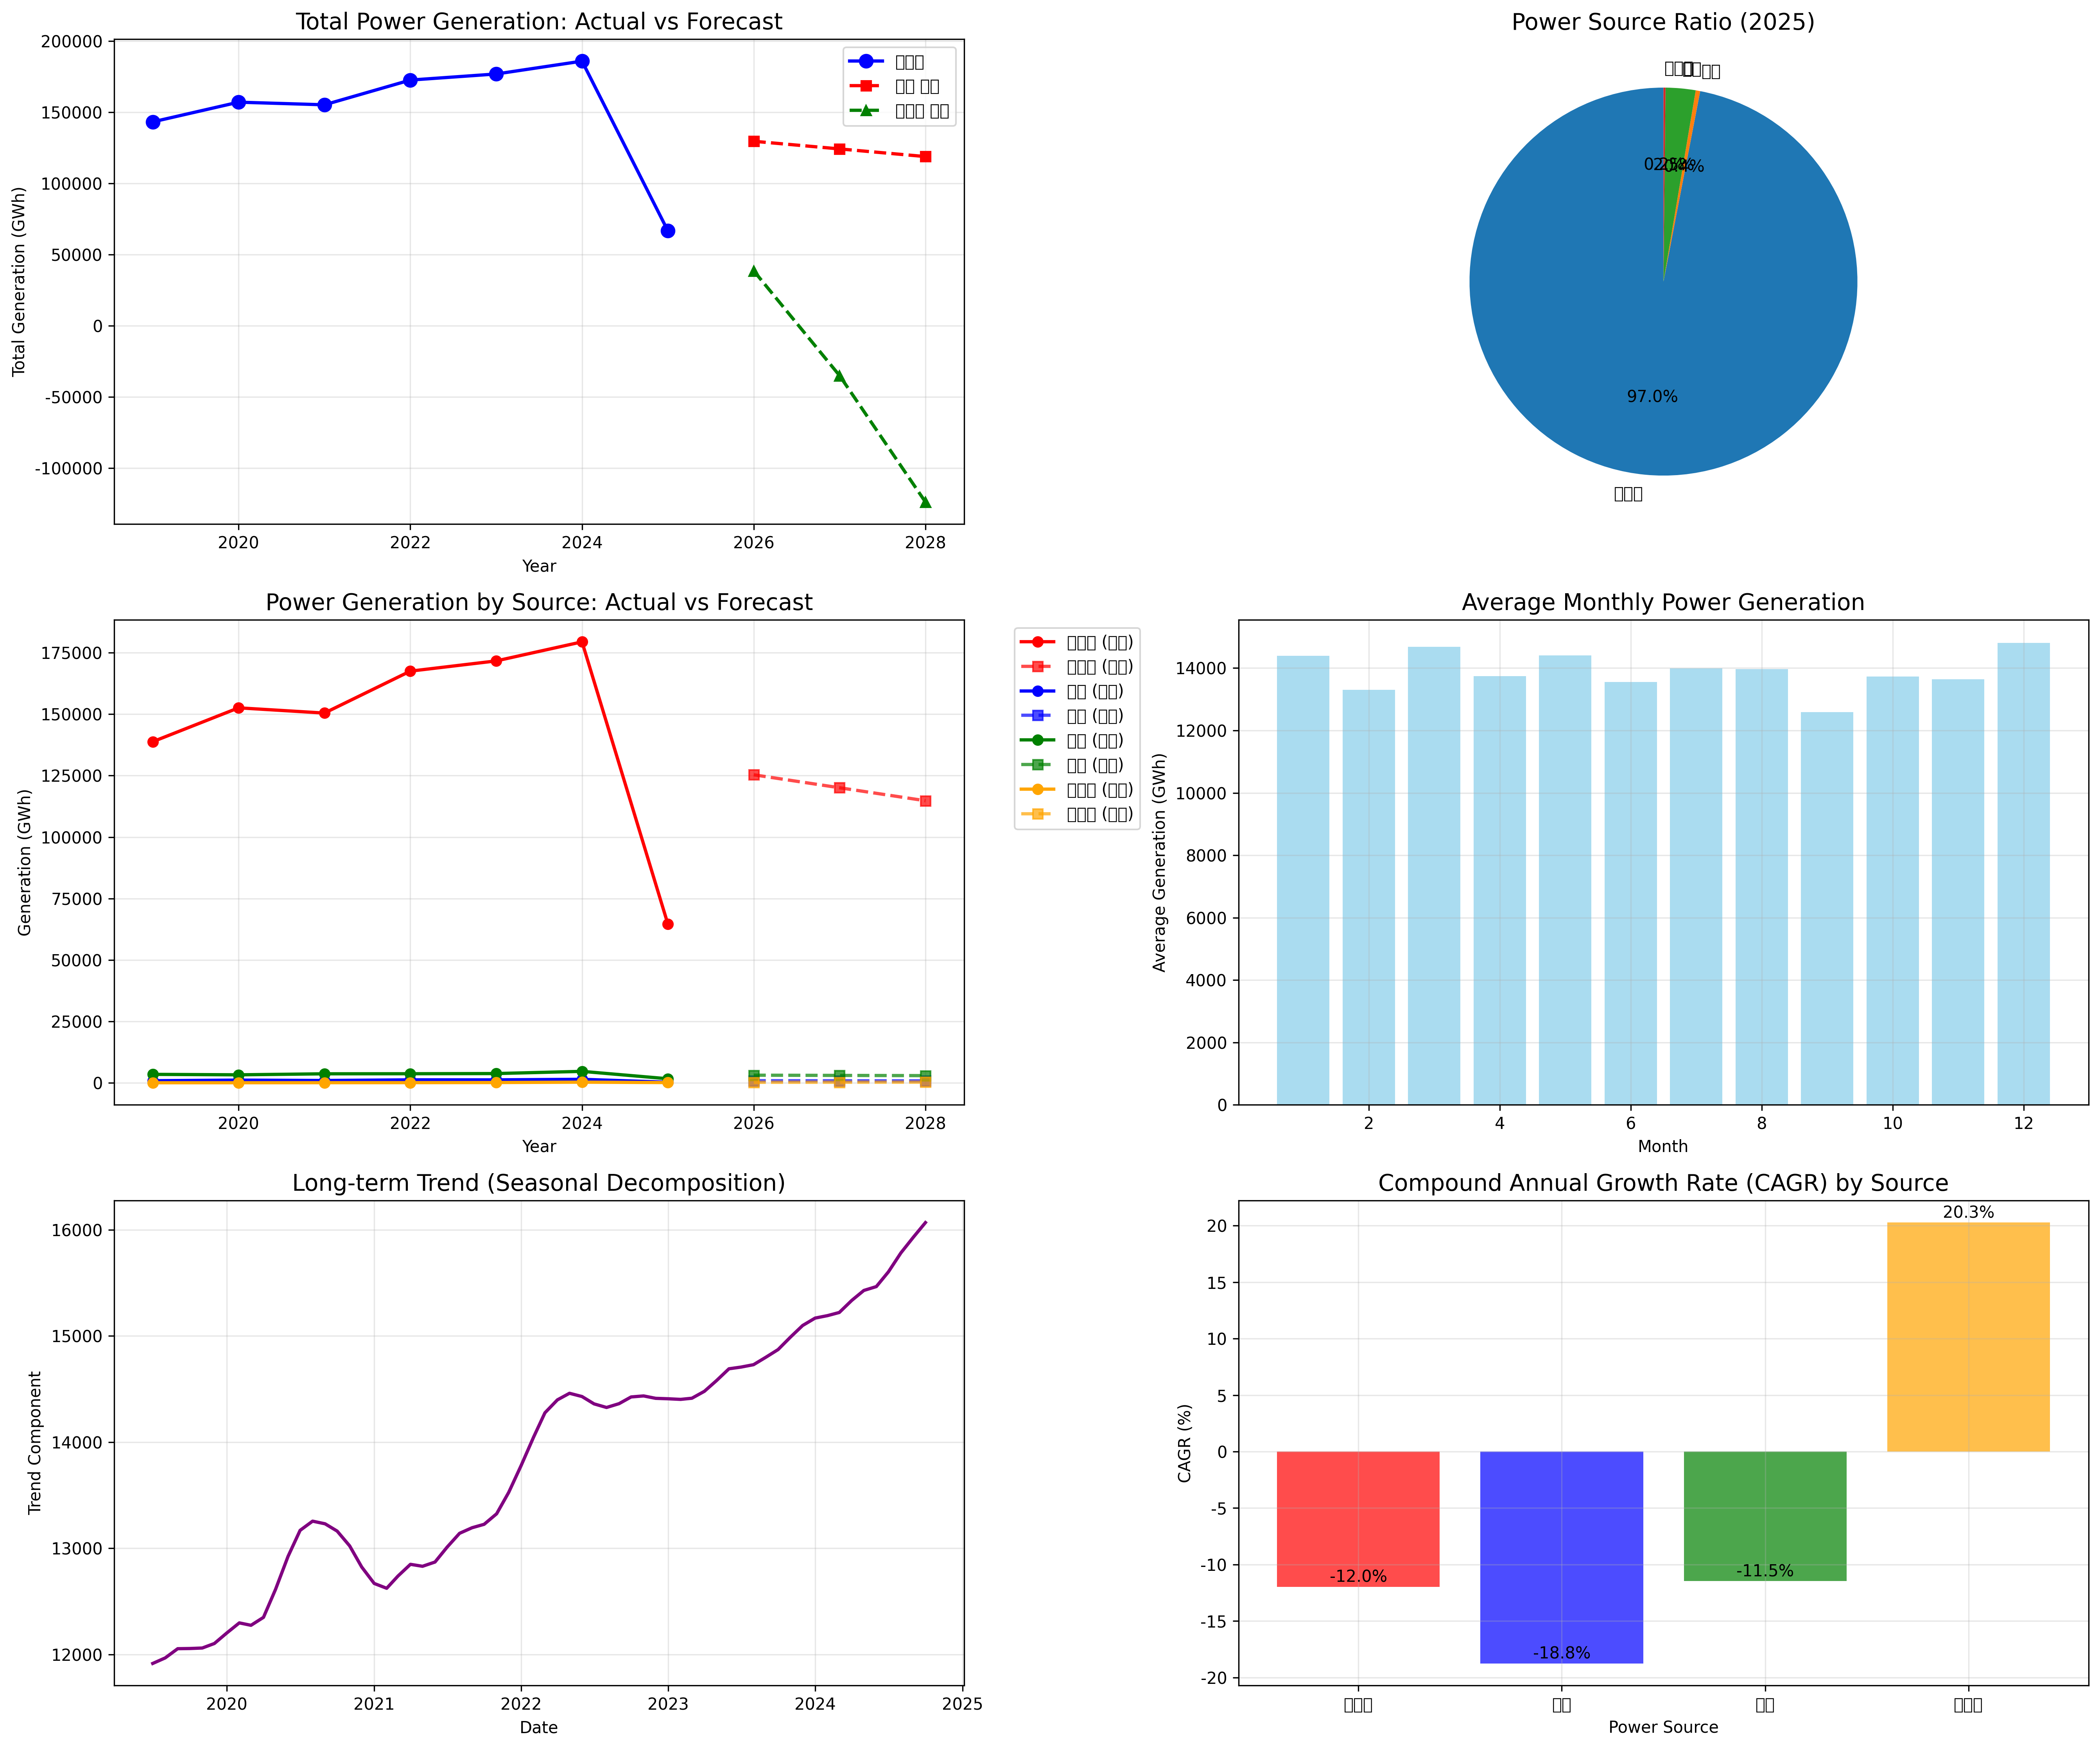 Total Power Generation: Actual vs Forecast
200000
150000
100000
50000
0
-50000
-100000
Total Generation (GWh)
2020 2022 2024 2026 2028
Year
Power Source Ratio (2025)
97.0%
Power Generation by Source: Actual vs Forecast
175000
150000
125000
100000
75000
50000
25000
0
Generation (GWh)
2020 2022 2024 2026 2028
Year
Average Monthly Power Generation
14000
12000
10000
8000
6000
4000
2000
0
Average Generation (GWh)
2 4 6 8 10 12
Month
Long-term Trend (Seasonal Decomposition)
16000
15000
14000
13000
12000
Trend Component
2020 2021 2022 2023 2024 2025
Date
Compound Annual Growth Rate (CAGR) by Source
20
15
10
5
0
-5
-10
-15
-20
CAGR (%)
20.3%
-12.0%
-11.5%
-18.8%
Power Source